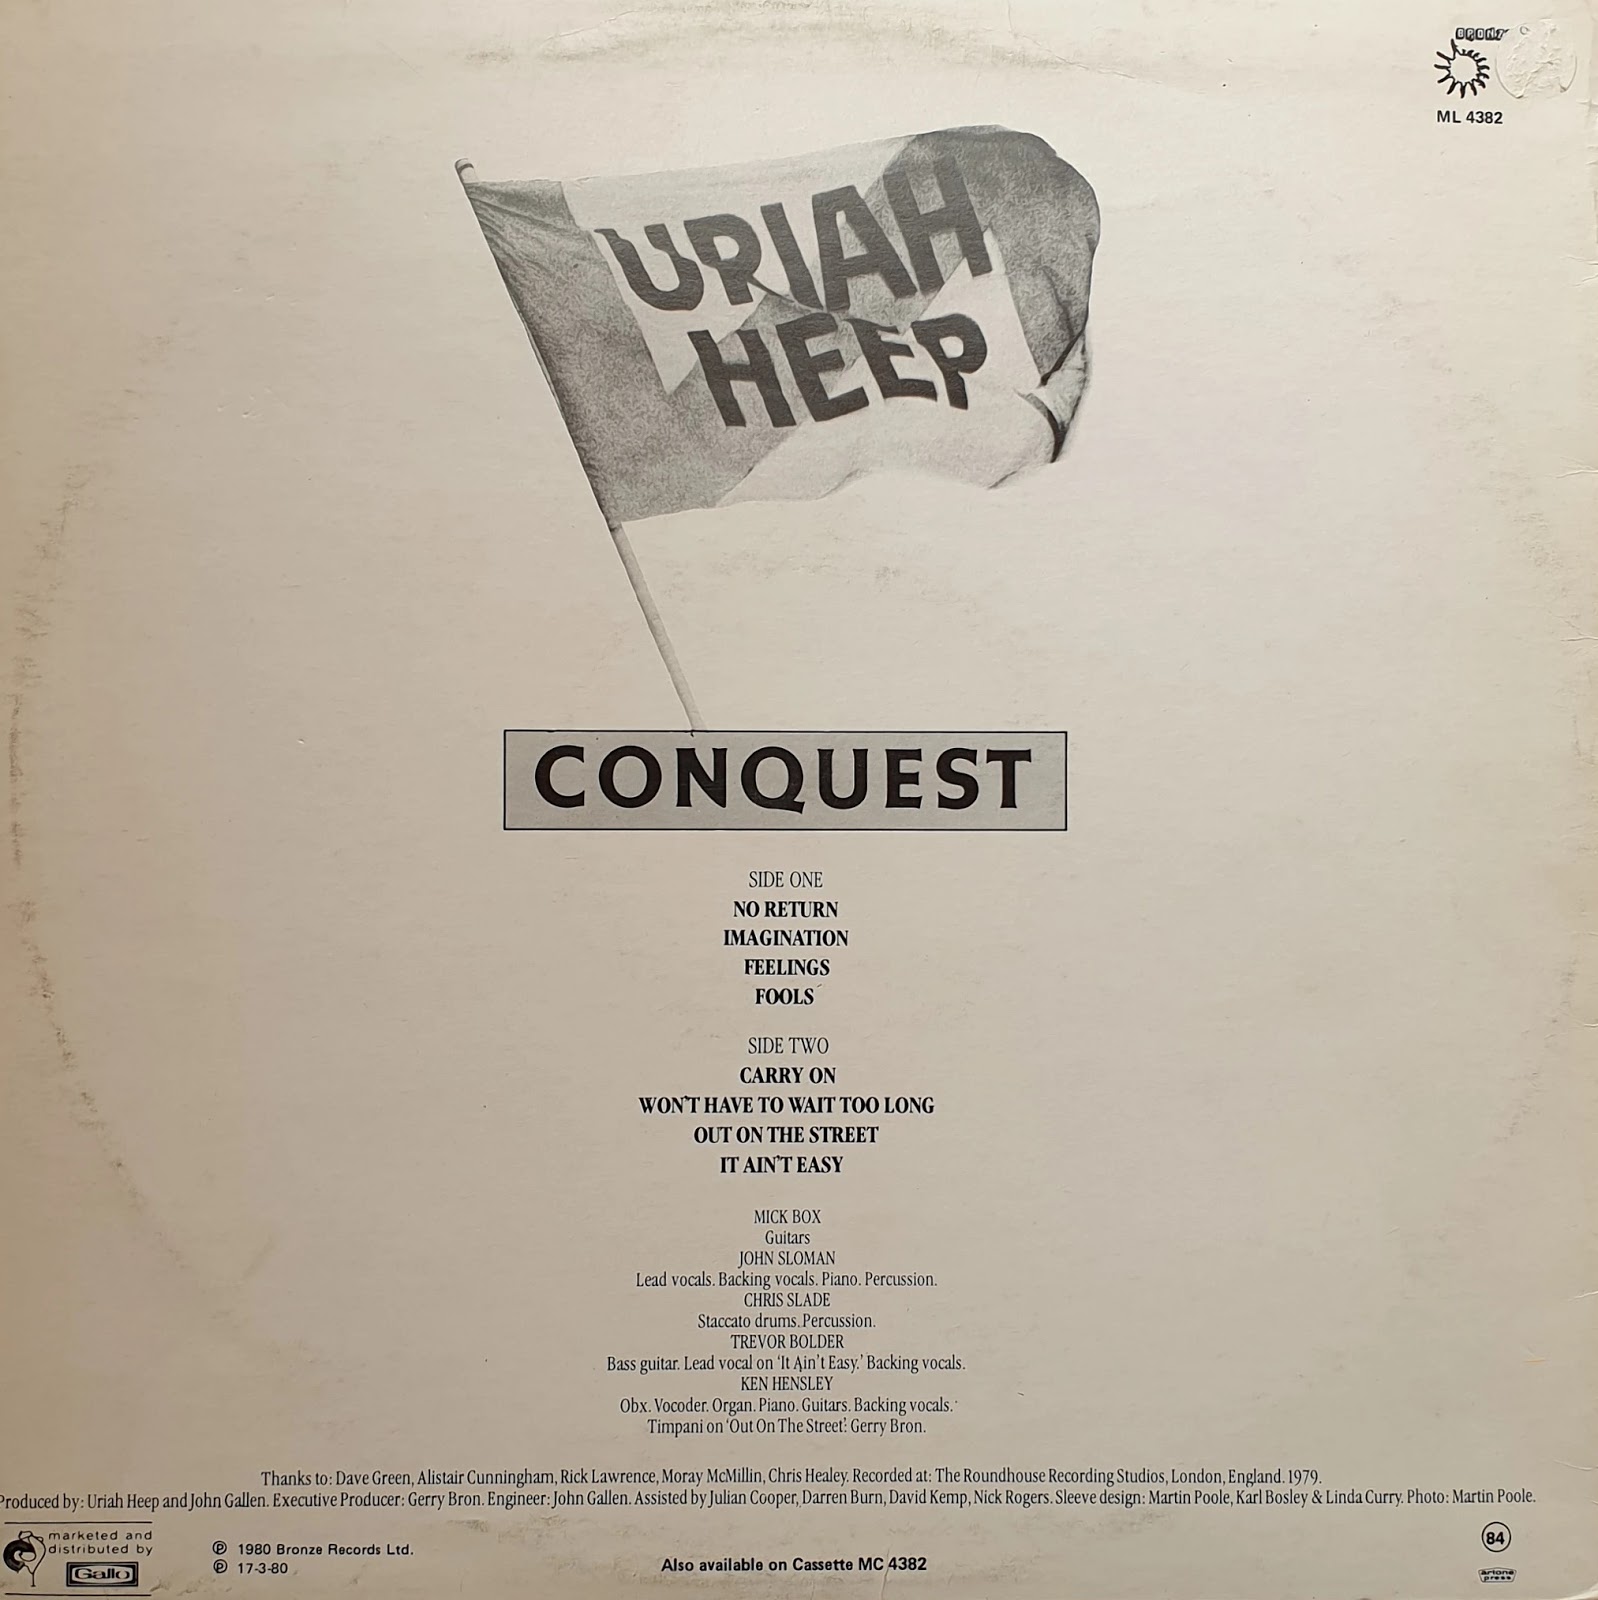 BRONZ
ML 4382
URIAH
HEEP
CONQUEST
SIDE ONE
NO RETURN
IMAGINATION
FEELINGS
FOOLS
SIDE TWO
CARRY ON
WON'T HAVE TO WAIT TOO LONG
OUT ON THE STREET
IT AIN'T EASY
MICK BOX
Guitars
JOHN SLOMAN
Lead vocals. Backing vocals. Piano. Percussion.
CHRIS SLADE
Staccato drums. Percussion.
TREVOR BOLDER
Bass guitar. Lead vocal on 'It Ain't Easy.' Backing vocals.
KEN HENSLEY
Obx. Vocoder. Organ. Piano. Guitars. Backing vocals.
Timpani on 'Out On The Street': Gerry Bron.
Thanks to: Dave Green, Alistair Cunningham, Rick Lawrence, Moray McMillin, Chris Healey. Recorded at: The Roundhouse Recording Studios, London, England. 1979.
Produced by: Uriah Heep and John Gallen. Executive Producer: Gerry Bron. Engineer: John Gallen. Assisted by Julian Cooper, Darren Burn, David Kemp, Nick Rogers. Sleeve design: Martin Poole, Karl Bosley & Linda Curry. Photo: Martin Poole.
marketed and
distributed by
Gallo
℗ 1980 Bronze Records Ltd.
℗ 17-3-80
Also available on Cassette MC 4382
84
artone
press